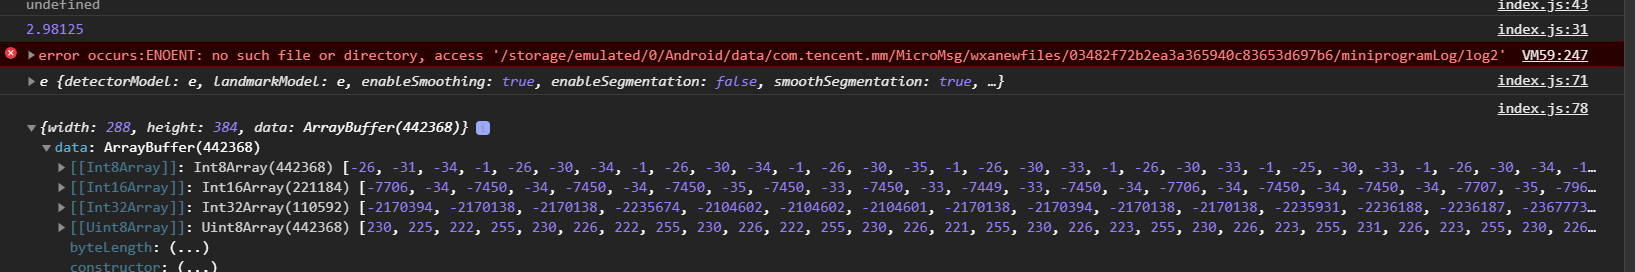 undefined index.js:43
2.98125 index.js:31
error occurs:ENOENT: no such file or directory, access '/storage/emulated/0/Android/data/com.tencent.mm/MicroMsg/wxanewfiles/03482f72b2ea3a365940c83653d697b6/miniprogramLog/log2' VM59:247
e {detectorModel: e, landmarkModel: e, enableSmoothing: true, enableSegmentation: false, smoothSegmentation: true, …} index.js:71
index.js:78
{width: 288, height: 384, data: ArrayBuffer(442368)} i
data: ArrayBuffer(442368)
[[Int8Array]]: Int8Array(442368) [-26, -31, -34, -1, -26, -30, -34, -1, -26, -30, -34, -1, -26, -30, -35, -1, -26, -30, -33, -1, -26, -30, -33, -1, -25, -30, -33, -1, -26, -30, -34, -1…
[[Int16Array]]: Int16Array(221184) [-7706, -34, -7450, -34, -7450, -34, -7450, -35, -7450, -33, -7450, -33, -7449, -33, -7450, -34, -7706, -34, -7450, -34, -7450, -34, -7707, -35, -796…
[[Int32Array]]: Int32Array(110592) [-2170394, -2170138, -2170138, -2235674, -2104602, -2104602, -2104601, -2170138, -2170394, -2170138, -2170138, -2235931, -2236188, -2236187, -2367773…
[[Uint8Array]]: Uint8Array(442368) [230, 225, 222, 255, 230, 226, 222, 255, 230, 226, 222, 255, 230, 226, 221, 255, 230, 226, 223, 255, 230, 226, 223, 255, 231, 226, 223, 255, 230, 226…
byteLength: (...)
constructor: (...)